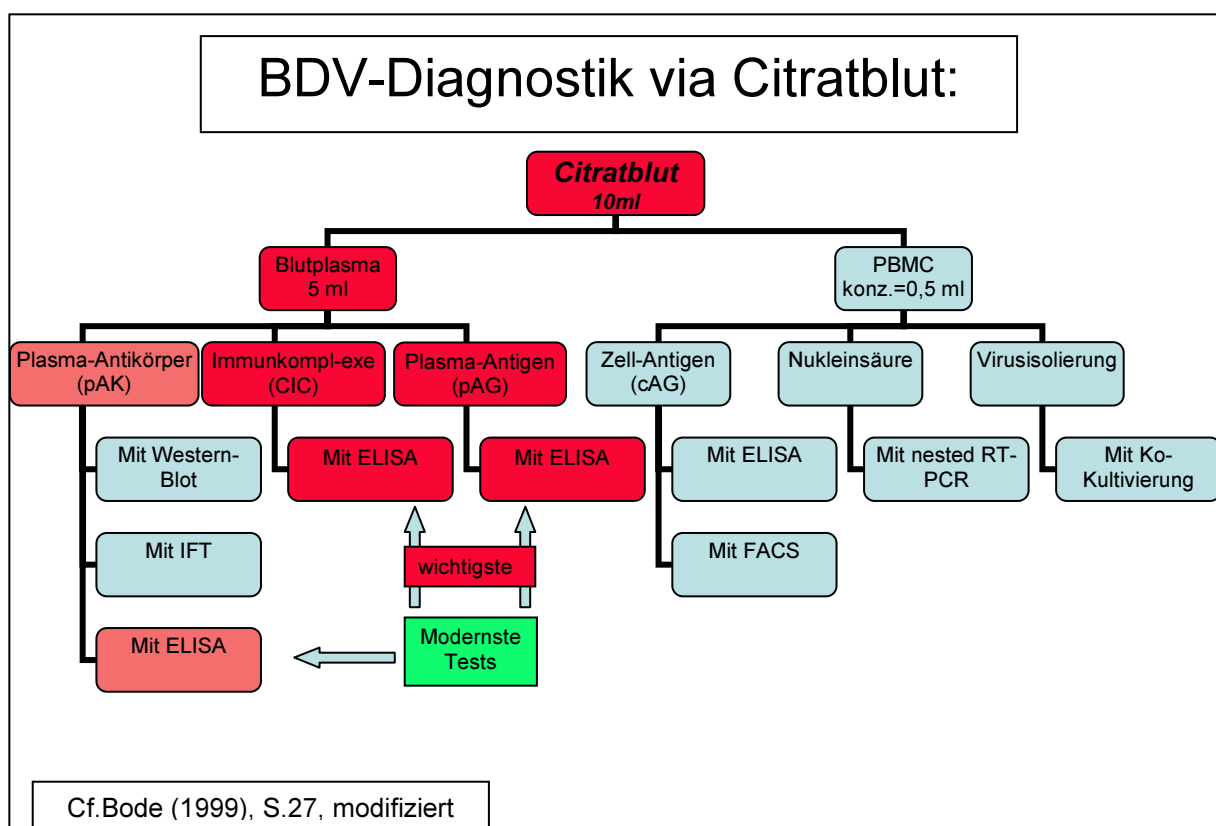 BDV-Diagnostik via Citratblut:
Citratblut
10ml
Blutplasma
5 ml
PBMC
konz.=0,5 ml
Plasma-Antikörper
(pAK)
Immunkompl-exe
(CIC)
Plasma-Antigen
(pAG)
Zell-Antigen
(cAG)
Nukleinsäure
Virusisolierung
Mit Western-
Blot
Mit ELISA
Mit ELISA
Mit ELISA
Mit nested RT-
PCR
Mit Ko-
Kultivierung
Mit IFT
wichtigste
Mit FACS
Mit ELISA
Modernste
Tests
Cf.Bode (1999), S.27, modifiziert